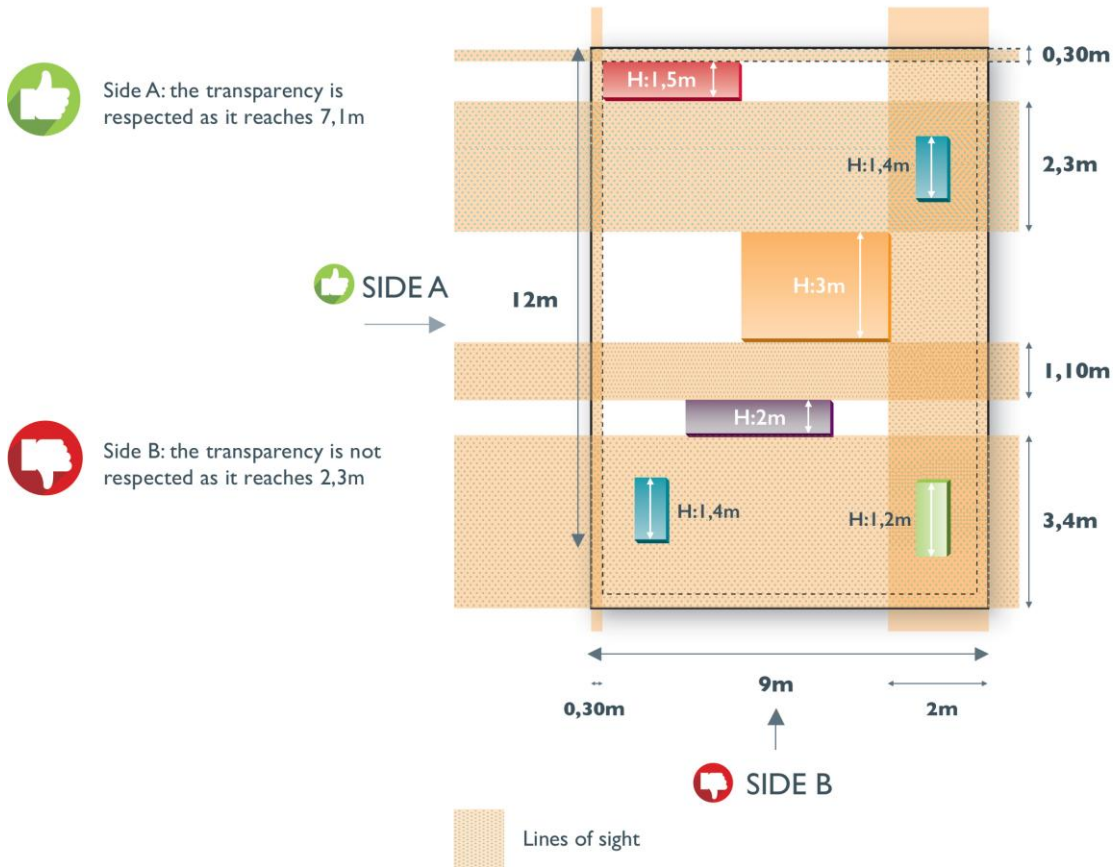 0,30m
H:1,5m
Side A: the transparency is
respected as it reaches 7,1m
H:1,4m
2,3m
SIDE A
12m
H:3m
1,10m
H:2m
Side B: the transparency is not
respected as it reaches 2,3m
H:1,4m
H:1,2m
3,4m
9m
0,30m
2m
SIDE B
Lines of sight